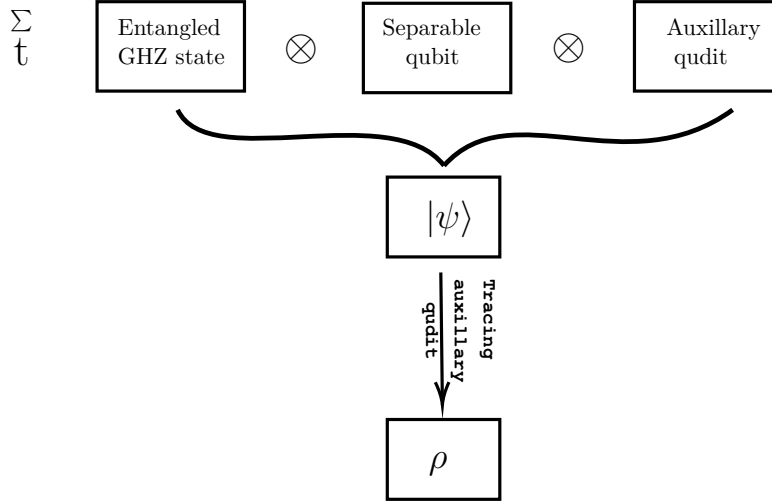 Σ
t
Entangled
GHZ state
⊗
Separable
qubit
⊗
Auxillary
qudit
|ψ⟩
Tracing
auxillary
qudit
ρ